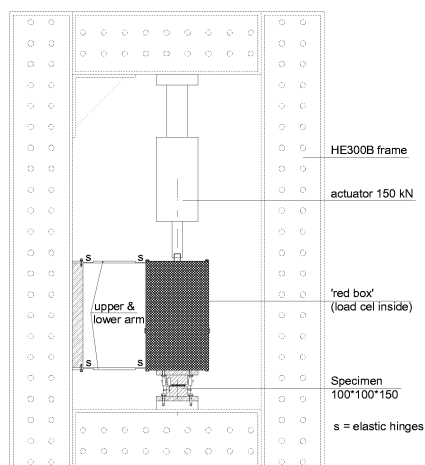 HE300B frame
actuator 150 kN
s
s
upper &
lower arm
'red box'
(load cel inside)
s
s
Specimen
100*100*150
s = elastic hinges